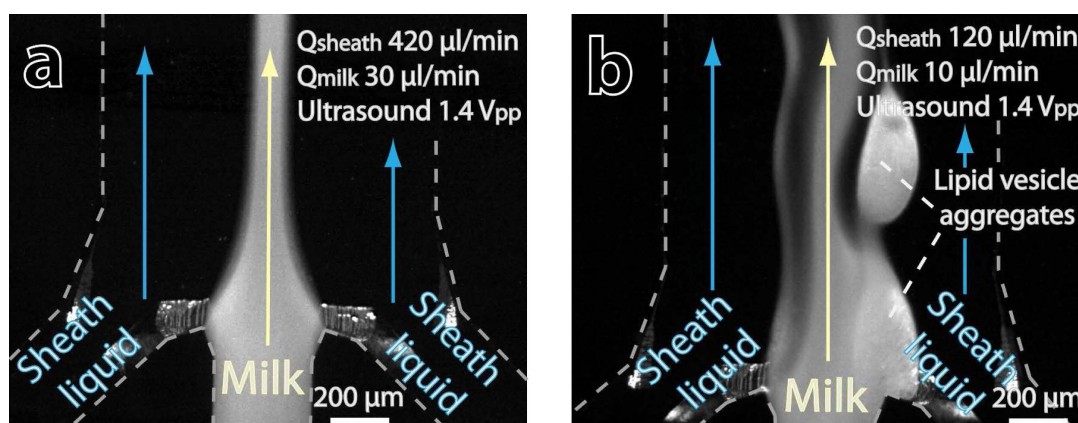 a
Qsheath 420 µl/min
Qmilk 30 µl/min
Ultrasound 1.4 Vpp
Sheath
liquid
Milk
Sheath
liquid
200 µm
b
Qsheath 120 µl/min
Qmilk 10 µl/min
Ultrasound 1.4 Vpp
Lipid vesicle
aggregates
Sheath
liquid
Milk
Sheath
liquid
200 µm